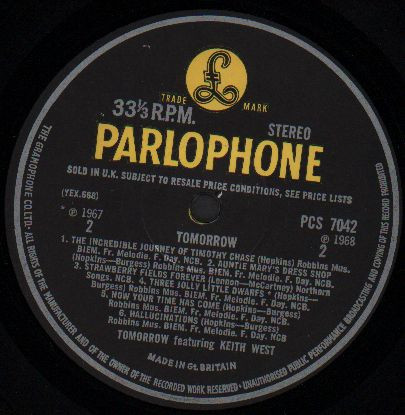 £
TRADE MARK
33⅓ R.P.M.
STEREO
PARLOPHONE
SOLD IN U.K. SUBJECT TO RESALE PRICE CONDITIONS, SEE PRICE LISTS
(YEX.668)
* ℗ 1967
2
TOMORROW
PCS 7042
℗ 1968
2
1. THE INCREDIBLE JOURNEY OF TIMOTHY CHASE (Hopkins) Robbins Mus.
BIEM. Fr. Melodie. F. Day. NCB. 2. AUNTIE MARY'S DRESS SHOP
(Hopkins—Burgess) Robbins Mus. BIEM. Fr. Melodie. F. Day. NCB.
3. STRAWBERRY FIELDS FOREVER (Lennon—McCartney) Northern
Songs. NCB. 4. THREE JOLLY LITTLE DWARFS * (Hopkins—
Burgess) Robbins Mus. BIEM. Fr. Melodie. F. Day. NCB.
5. NOW YOUR TIME HAS COME (Hopkins)
Robbins Mus. BIEM. Fr. Melodie. F. Day. NCB.
6. HALLUCINATIONS (Hopkins—Burgess)
Robbins Mus. BIEM. Fr. Melodie. F. Day. NCB.
TOMORROW featuring KEITH WEST
MADE IN GT. BRITAIN
THE GRAMOPHONE CO. LTD. ALL RIGHTS OF THE MANUFACTURER AND OF THE OWNER OF THE RECORDED WORK RESERVED · UNAUTHORISED PUBLIC PERFORMANCE BROADCASTING AND COPYING OF THIS RECORD PROHIBITED